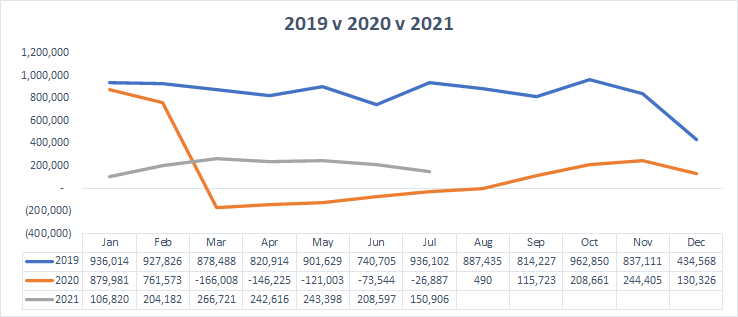 2019 v 2020 v 2021
1,200,000
1,000,000
800,000
600,000
400,000
200,000
-
(200,000)
(400,000)
Jan Feb Mar Apr May Jun Jul Aug Sep Oct Nov Dec
2019 936,014 927,826 878,488 820,914 901,629 740,705 936,102 887,435 814,227 962,850 837,111 434,568
2020 879,981 761,573 -166,008 -146,225 -121,003 -73,544 -26,887 490 115,723 208,661 244,405 130,326
2021 106,820 204,182 266,721 242,616 243,398 208,597 150,906